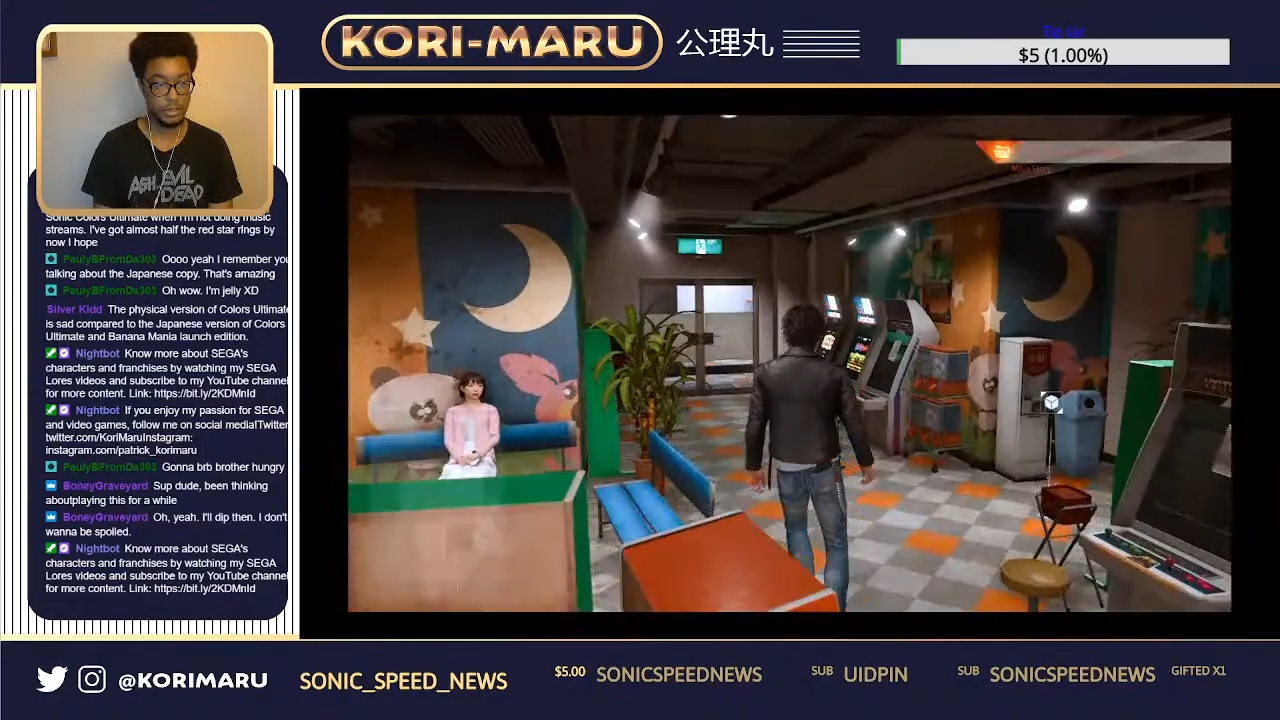 KORI-MARU 公理丸
Tip Jar
$5 (1.00%)
ASH EVIL DEAD
Main Story
Sonic Colors Ultimate when I'm not doing music
streams. I've got almost half the red star rings by
now I hope
PaulyBFromDa303 Oooo yeah I remember you
talking about the Japanese copy. That's amazing
PaulyBFromDa303 Oh wow. I'm jelly XD
Silver Kidd The physical version of Colors Ultimate
is sad compared to the Japanese version of Colors
Ultimate and Banana Mania launch edition.
Nightbot Know more about SEGA's
characters and franchises by watching my SEGA
Lores videos and subscribe to my YouTube channel
for more content. Link: https://bit.ly/2KDMnId
Nightbot If you enjoy my passion for SEGA
and video games, follow me on social media!Twitter:
twitter.com/KoriMaruInstagram:
instagram.com/patrick_korimaru
PaulyBFromDa303 Gonna brb brother hungry
BoneyGraveyard Sup dude, been thinking
aboutplaying this for a while
BoneyGraveyard Oh, yeah. I'll dip then. I don't
wanna be spoiled.
Nightbot Know more about SEGA's
characters and franchises by watching my SEGA
Lores videos and subscribe to my YouTube channel
for more content. Link: https://bit.ly/2KDMnId
@KORIMARU SONIC_SPEED_NEWS $5.00 SONICSPEEDNEWS SUB UIDPIN SUB SONICSPEEDNEWS GIFTED X1